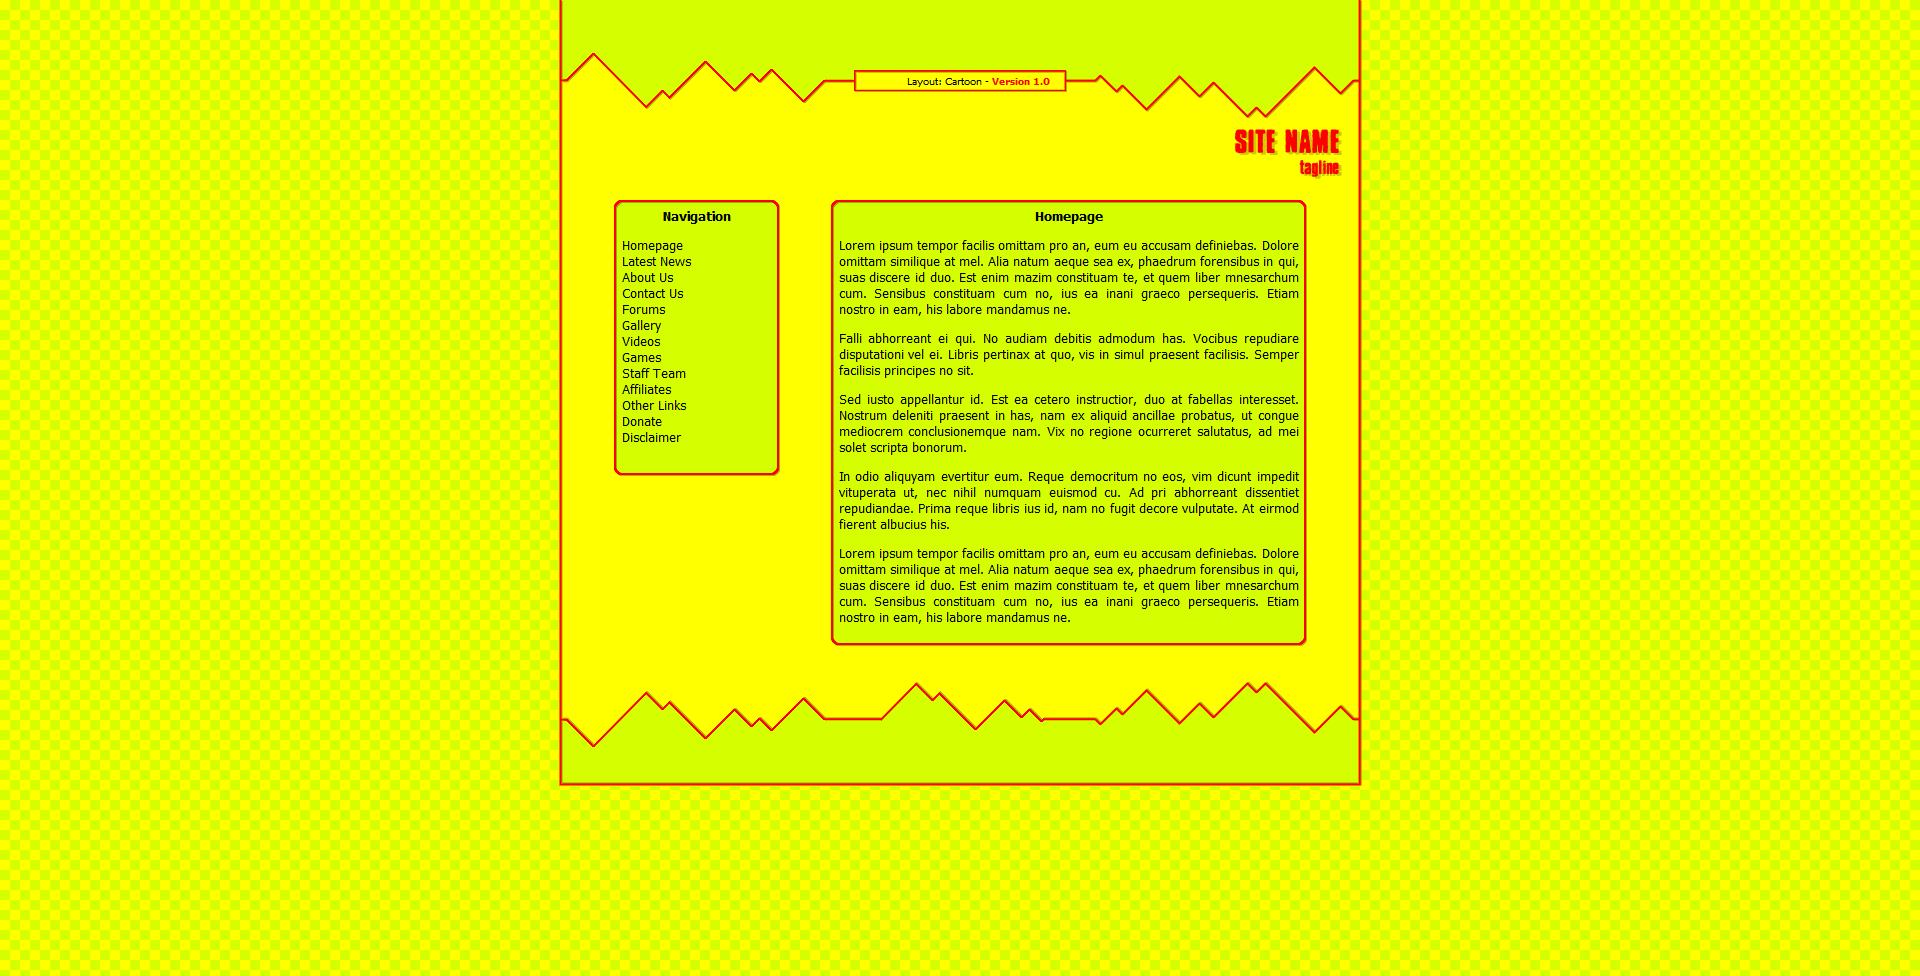 Layout: Cartoon - Version 1.0
SITE NAME
tagline
Navigation
Homepage
Latest News
About Us
Contact Us
Forums
Gallery
Videos
Games
Staff Team
Affiliates
Other Links
Donate
Disclaimer
Homepage
Lorem ipsum tempor facilis omittam pro an, eum eu accusam definiebas. Dolore
omittam similique at mel. Alia natum aeque sea ex, phaedrum forensibus in qui,
suas discere id duo. Est enim mazim constituam te, et quem liber mnesarchum
cum. Sensibus constituam cum no, ius ea inani graeco persequeris. Etiam
nostro in eam, his labore mandamus ne.
Falli abhorreant ei qui. No audiam debitis admodum has. Vocibus repudiare
disputationi vel ei. Libris pertinax at quo, vis in simul praesent facilisis. Semper
facilisis principes no sit.
Sed iusto appellantur id. Est ea cetero instructior, duo at fabellas interesset.
Nostrum deleniti praesent in has, nam ex aliquid ancillae probatus, ut congue
mediocrem conclusionemque nam. Vix no regione ocurreret salutatus, ad mei
solet scripta bonorum.
In odio aliquyam evertitur eum. Reque democritum no eos, vim dicunt impedit
vituperata ut, nec nihil numquam euismod cu. Ad pri abhorreant dissentiet
repudiandae. Prima reque libris ius id, nam no fugit decore vulputate. At eirmod
fierent albucius his.
Lorem ipsum tempor facilis omittam pro an, eum eu accusam definiebas. Dolore
omittam similique at mel. Alia natum aeque sea ex, phaedrum forensibus in qui,
suas discere id duo. Est enim mazim constituam te, et quem liber mnesarchum
cum. Sensibus constituam cum no, ius ea inani graeco persequeris. Etiam
nostro in eam, his labore mandamus ne.